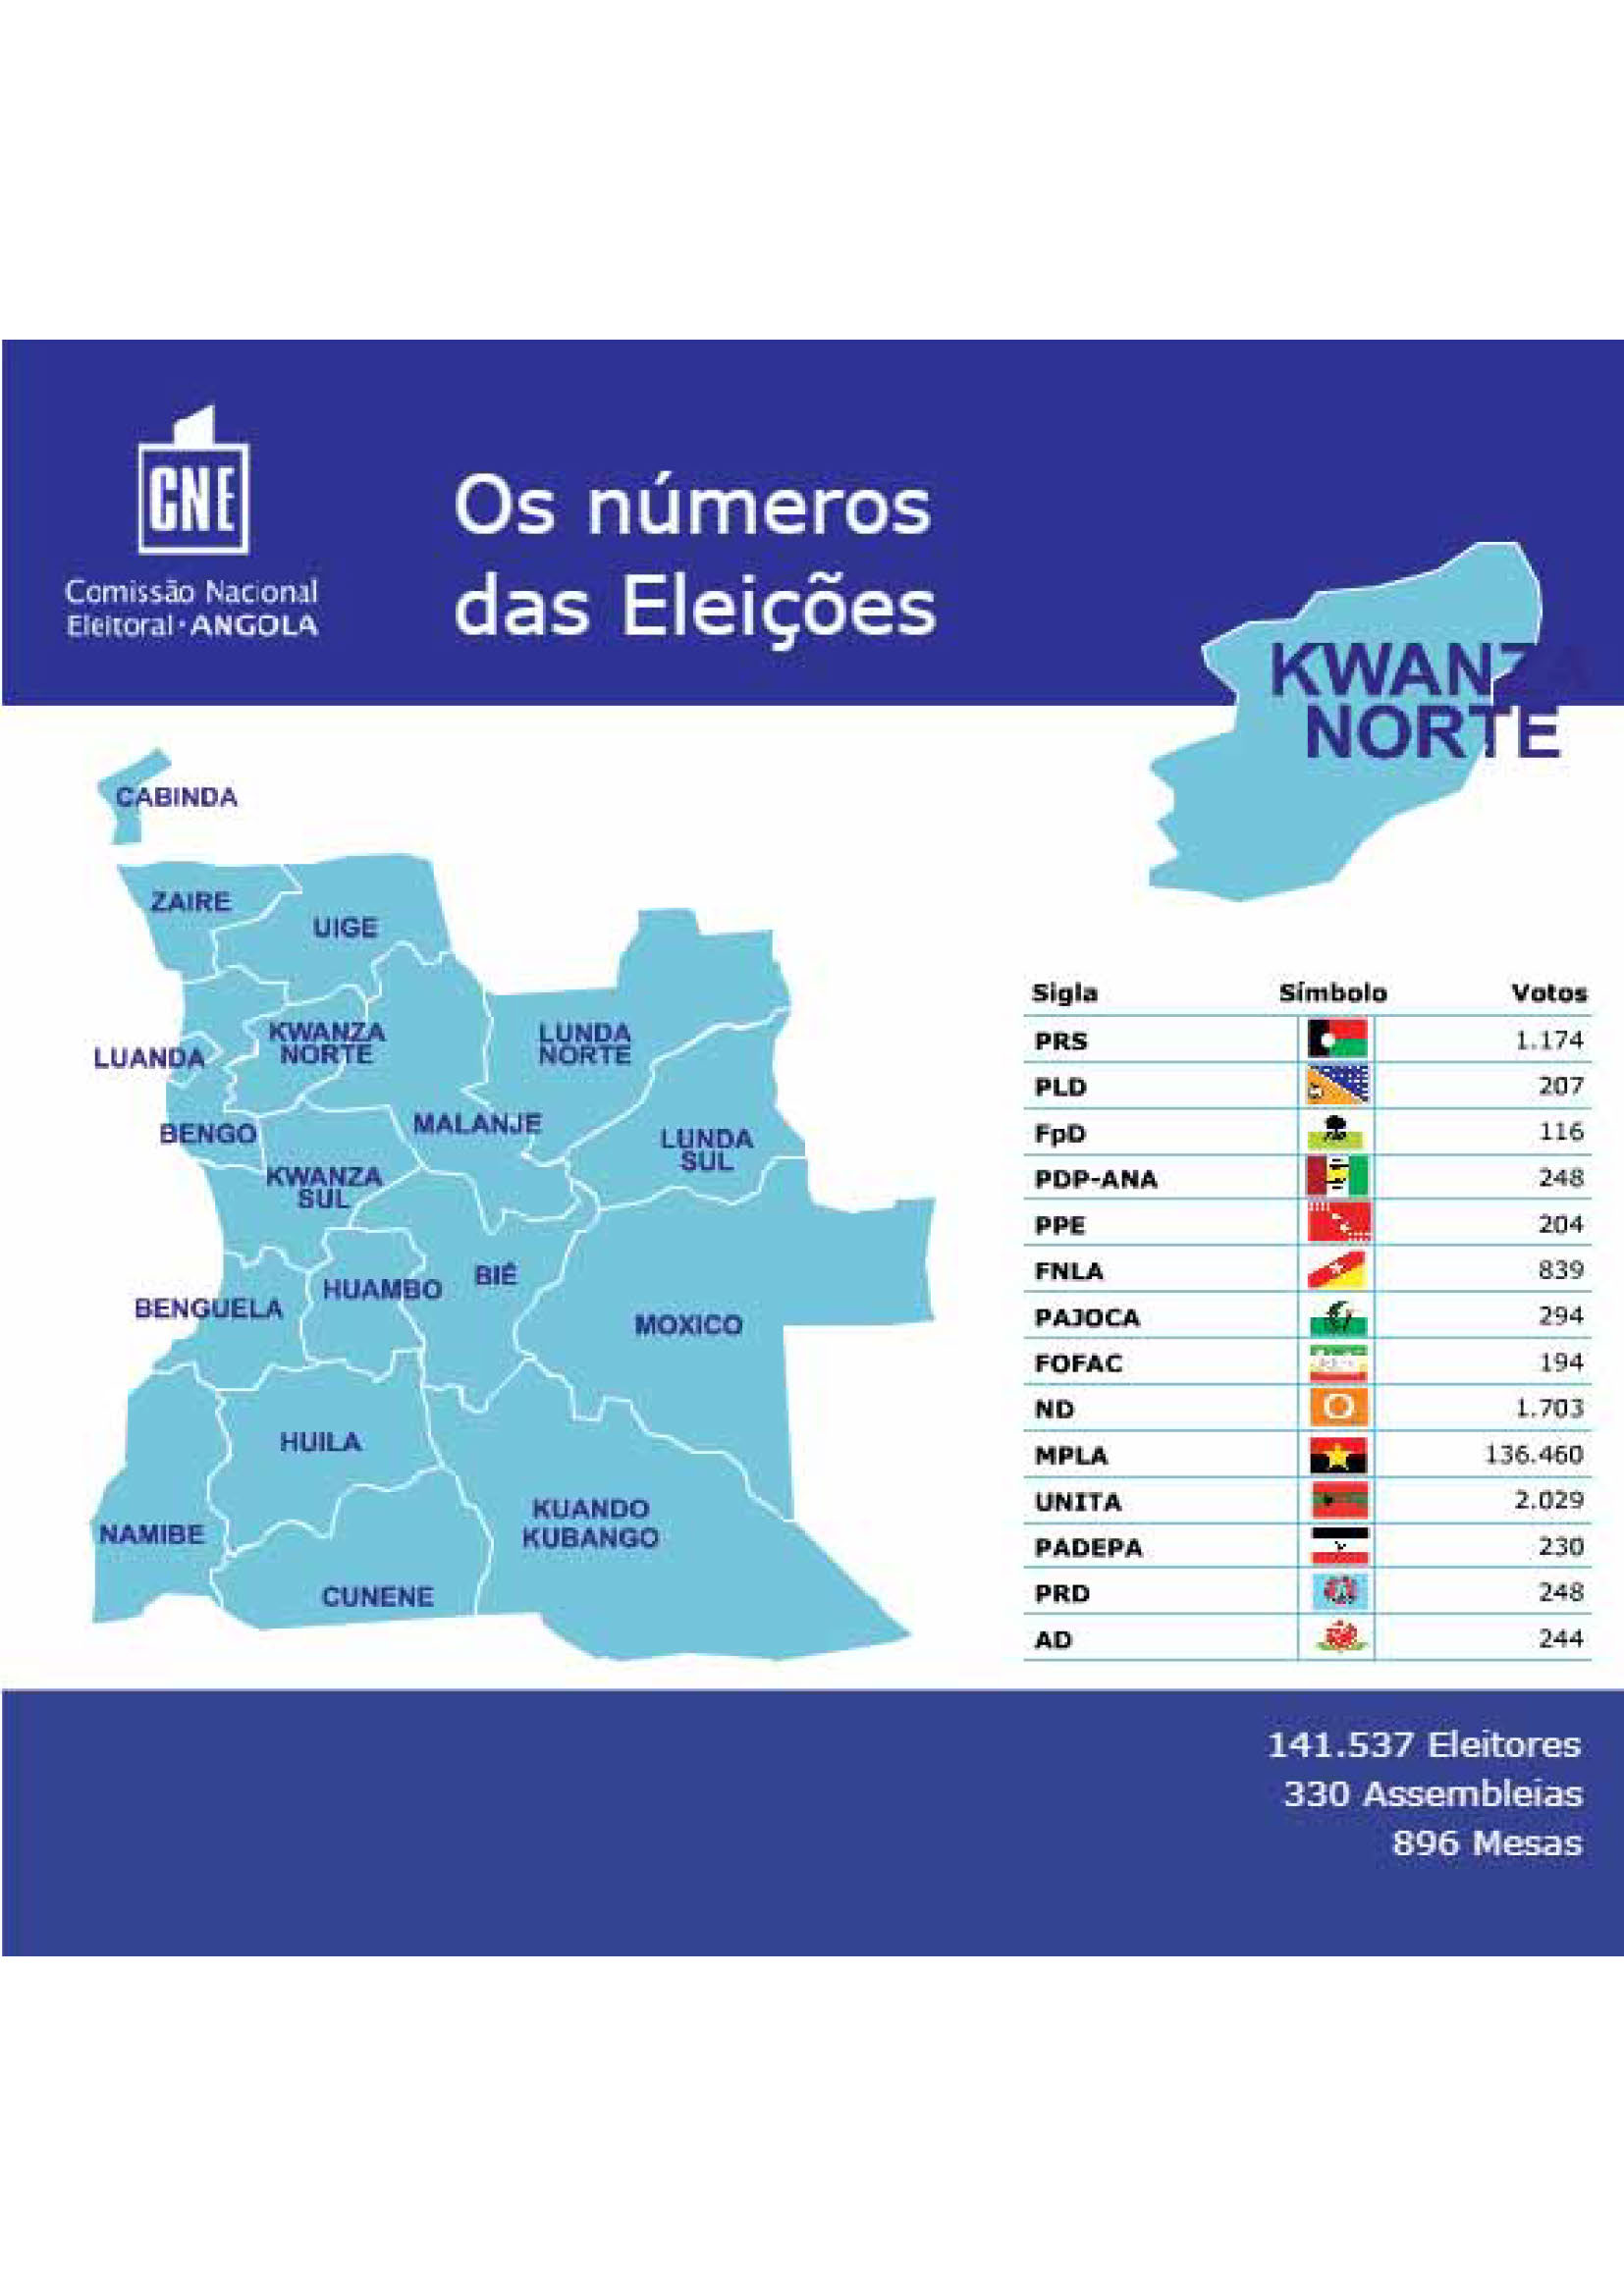 CNE
Comissão Nacional
Eleitoral · ANGOLA
Os números
das Eleições
KWANZA
NORTE
CABINDA
ZAIRE
UIGE
KWANZA
NORTE
LUNDA
NORTE
LUANDA
BENGO
MALANJE
LUNDA
SUL
KWANZA
SUL
HUAMBO
BIÉ
BENGUELA
MOXICO
HUILA
NAMIBE
KUANDO
KUBANGO
CUNENE
Sigla Símbolo Votos
PRS 1.174
PLD 207
FpD 116
PDP-ANA 248
PPE 204
FNLA 839
PAJOCA 294
FOFAC 194
ND 1.703
MPLA 136.460
UNITA 2.029
PADEPA 230
PRD 248
AD 244
141.537 Eleitores
330 Assembleias
896 Mesas